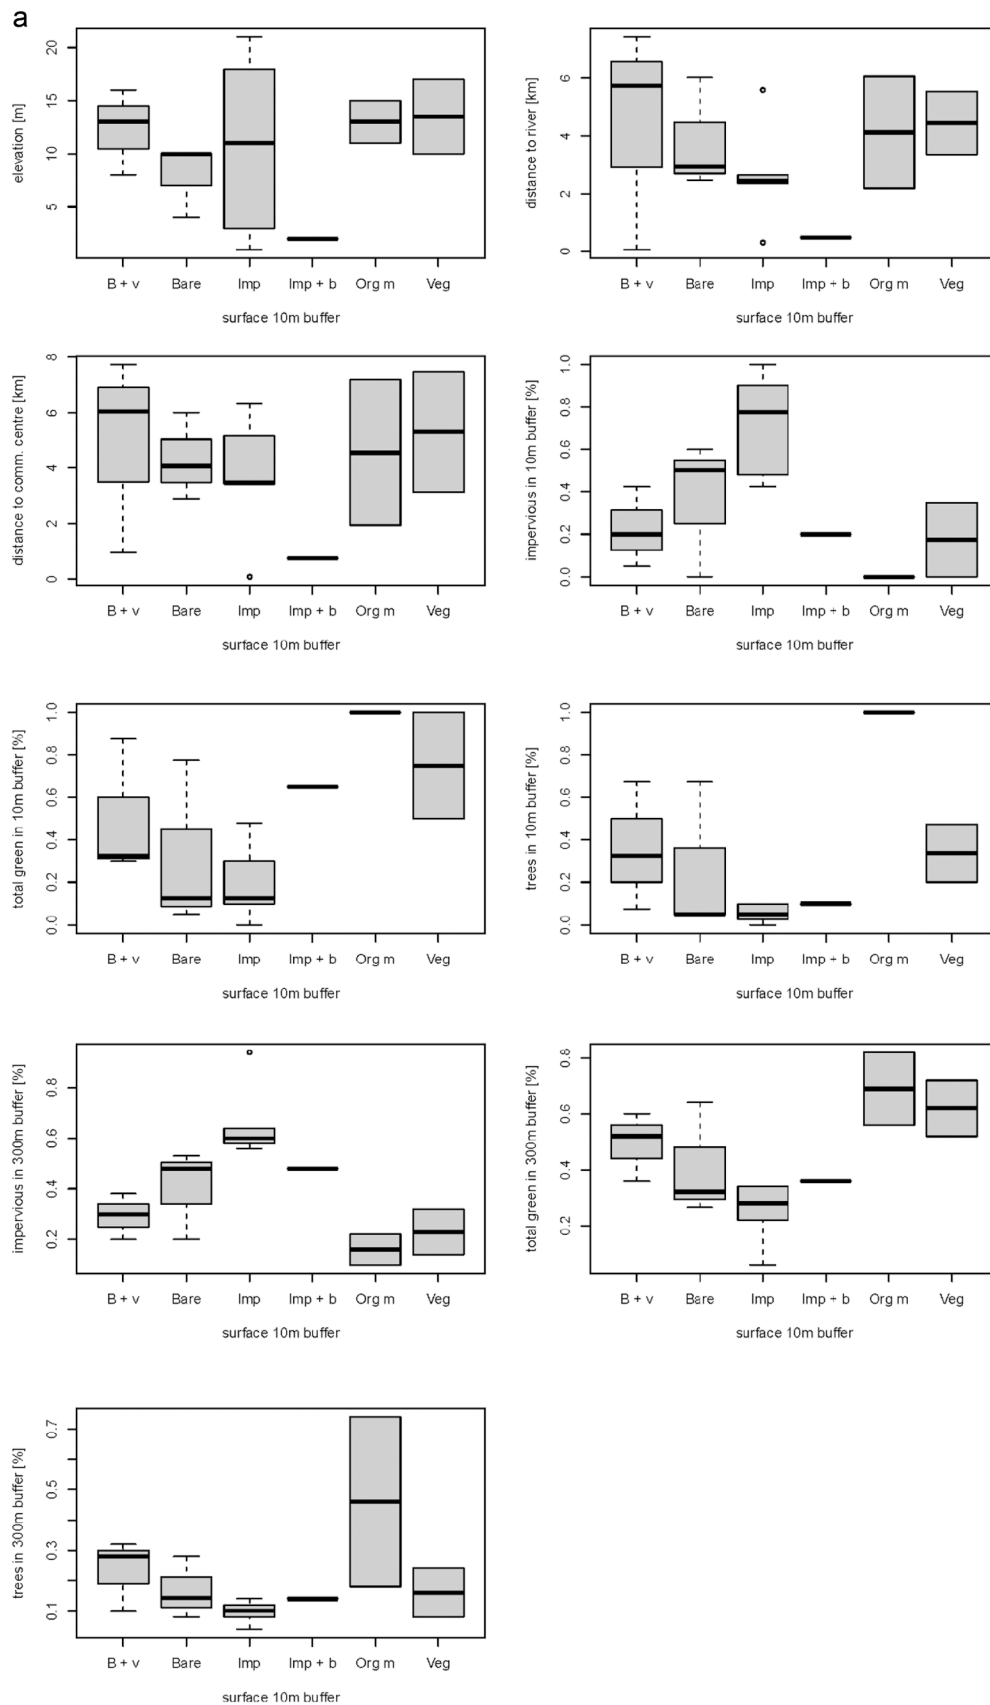 a
elevation [m]
20
15
10
5
B + v Bare Imp Imp + b Org m Veg
surface 10m buffer
distance to river [km]
6
4
2
0
B + v Bare Imp Imp + b Org m Veg
surface 10m buffer
distance to comm. centre [km]
8
6
4
2
0
B + v Bare Imp Imp + b Org m Veg
surface 10m buffer
impervious in 10m buffer [%]
1.0
0.8
0.6
0.4
0.2
0.0
B + v Bare Imp Imp + b Org m Veg
surface 10m buffer
total green in 10m buffer [%]
1.0
0.8
0.6
0.4
0.2
0.0
B + v Bare Imp Imp + b Org m Veg
surface 10m buffer
trees in 10m buffer [%]
1.0
0.8
0.6
0.4
0.2
0.0
B + v Bare Imp Imp + b Org m Veg
surface 10m buffer
impervious in 300m buffer [%]
0.8
0.6
0.4
0.2
B + v Bare Imp Imp + b Org m Veg
surface 10m buffer
total green in 300m buffer [%]
0.8
0.6
0.4
0.2
B + v Bare Imp Imp + b Org m Veg
surface 10m buffer
trees in 300m buffer [%]
0.7
0.5
0.3
0.1
B + v Bare Imp Imp + b Org m Veg
surface 10m buffer